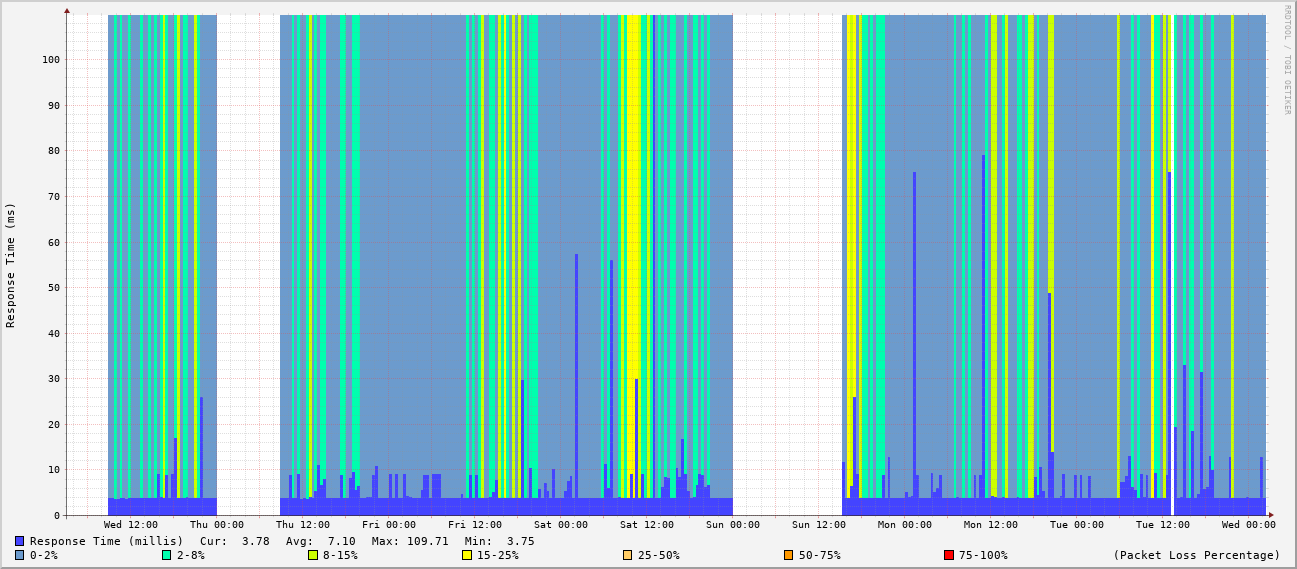 RRDTOOL / TOBI OETIKER
Response Time (ms)
100
90
80
70
60
50
40
30
20
10
0
Wed 12:00 Thu 00:00 Thu 12:00 Fri 00:00 Fri 12:00 Sat 00:00 Sat 12:00 Sun 00:00 Sun 12:00 Mon 00:00 Mon 12:00 Tue 00:00 Tue 12:00 Wed 00:00
Response Time (millis) Cur: 3.78 Avg: 7.10 Max: 109.71 Min: 3.75
0-2% 2-8% 8-15% 15-25% 25-50% 50-75% 75-100% (Packet Loss Percentage)